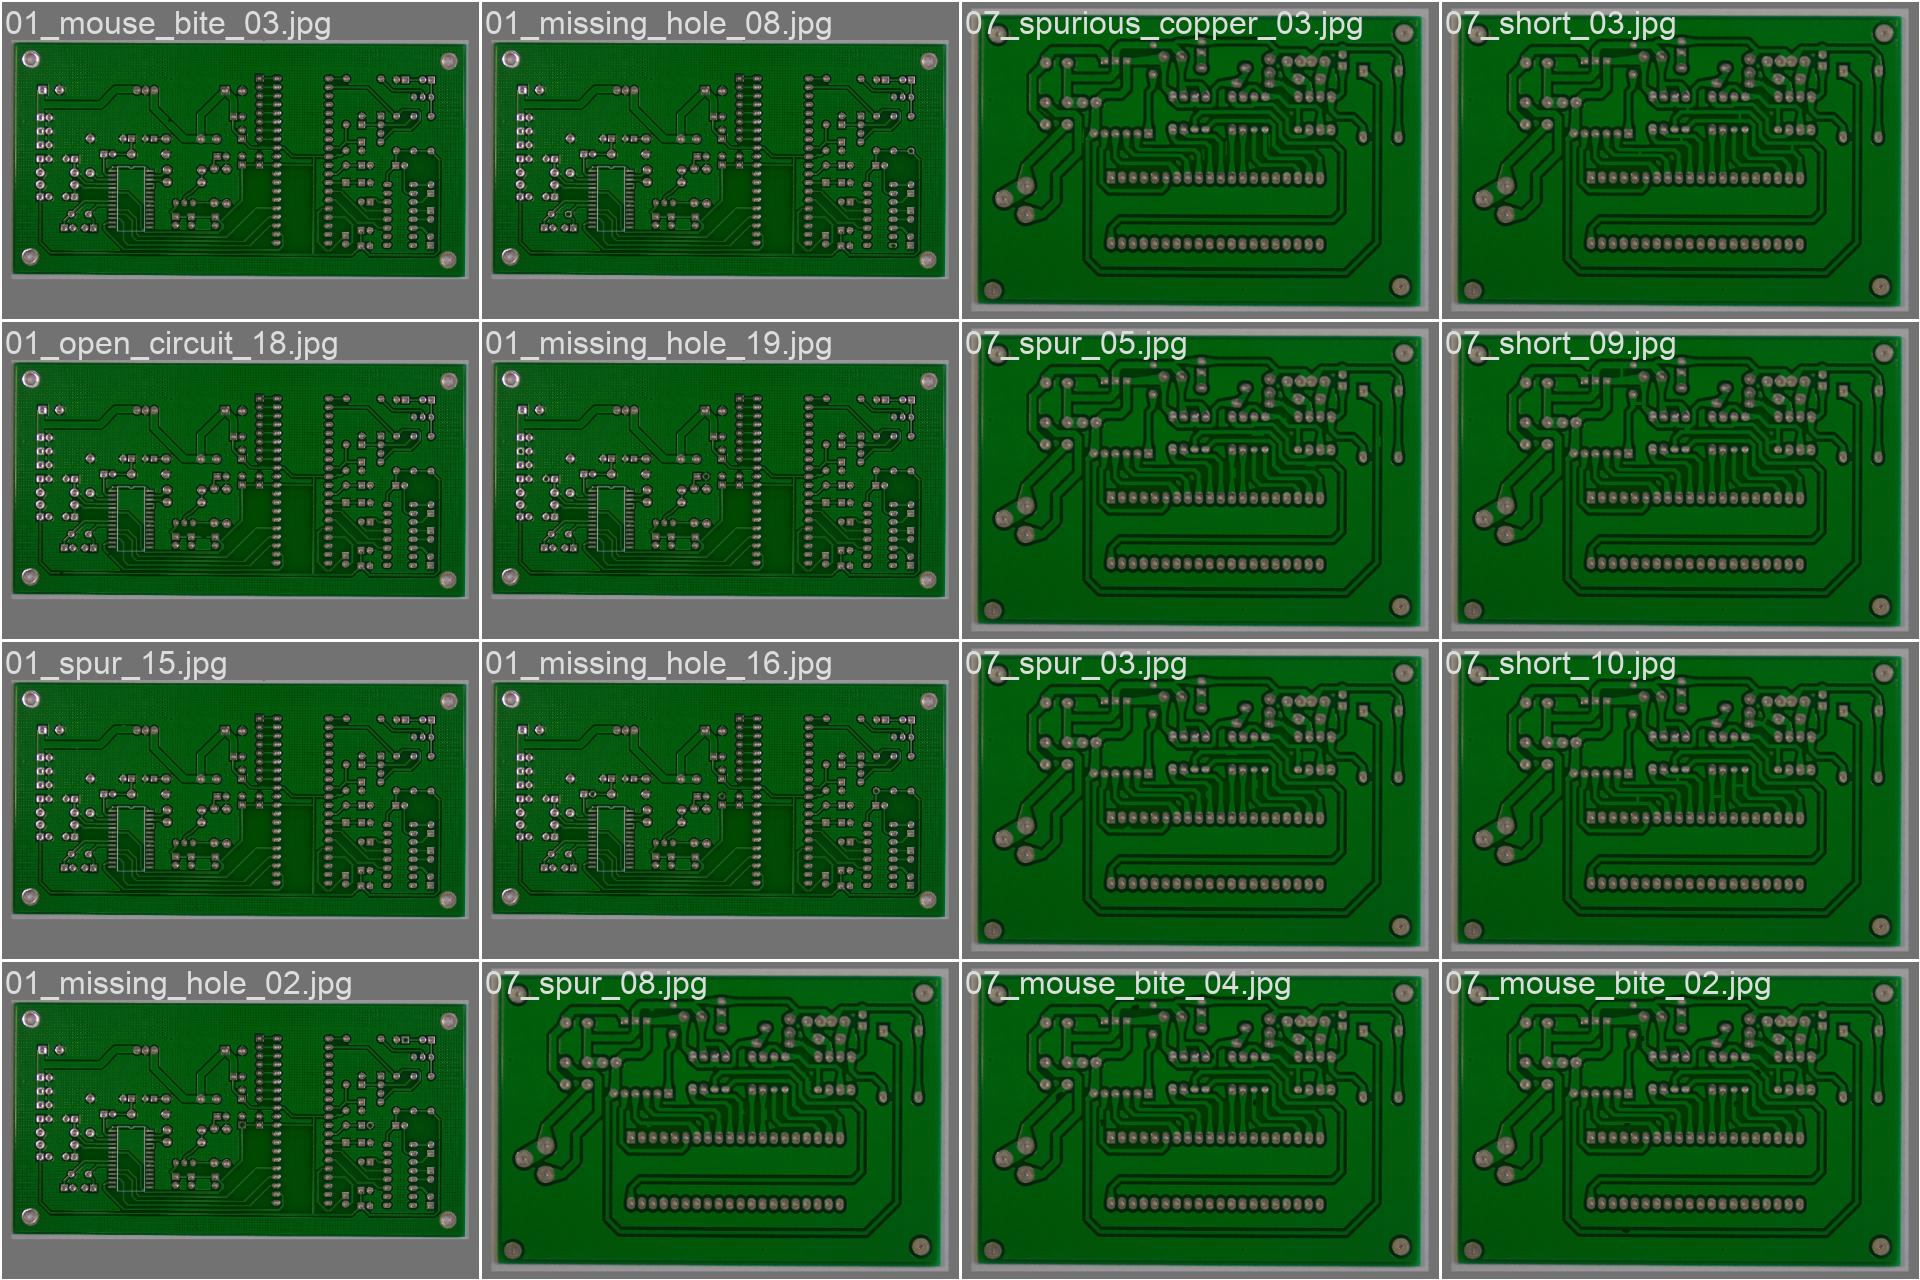 01_mouse_bite_03.jpg
01_missing_hole_08.jpg
07_spurious_copper_03.jpg
07_short_03.jpg
01_open_circuit_18.jpg
01_missing_hole_19.jpg
07_spur_05.jpg
07_short_09.jpg
01_spur_15.jpg
01_missing_hole_16.jpg
07_spur_03.jpg
07_short_10.jpg
01_missing_hole_02.jpg
07_spur_08.jpg
07_mouse_bite_04.jpg
07_mouse_bite_02.jpg